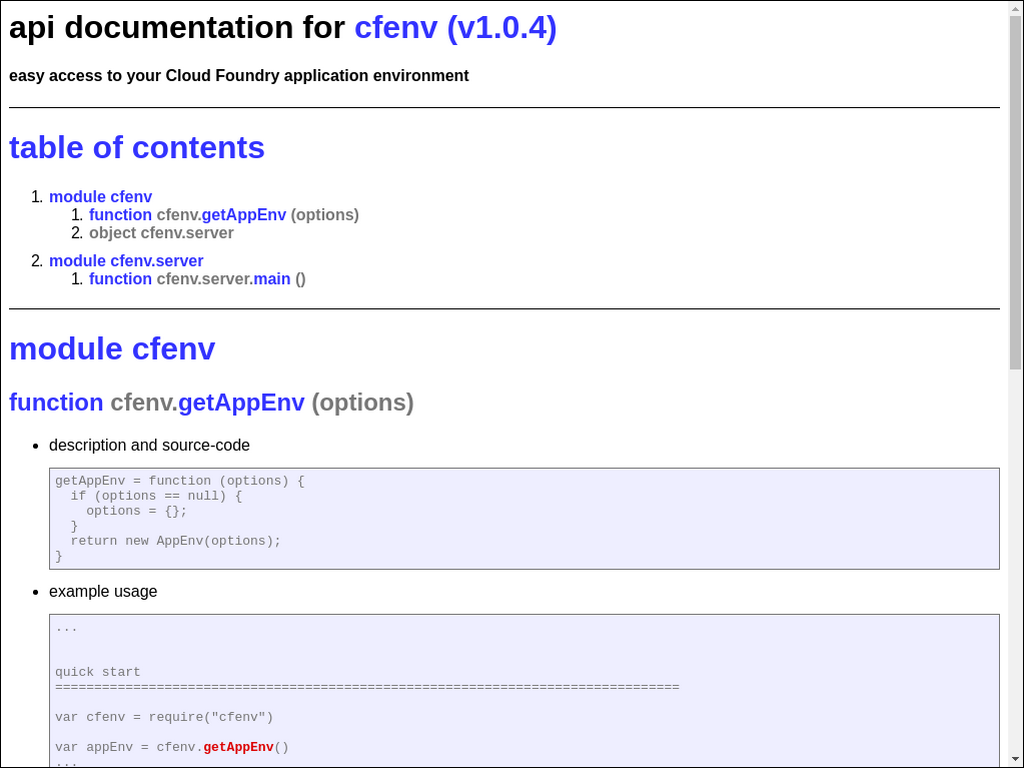 api documentation for cfenv (v1.0.4)
easy access to your Cloud Foundry application environment
table of contents
1. module cfenv
1. function cfenv.getAppEnv (options)
2. object cfenv.server
2. module cfenv.server
1. function cfenv.server.main ()
module cfenv
function cfenv.getAppEnv (options)
• description and source-code
getAppEnv = function (options) {
  if (options == null) {
    options = {};
  }
  return new AppEnv(options);
}
• example usage
...
quick start
================================================================================
var cfenv = require("cfenv")
var appEnv = cfenv.getAppEnv()
...